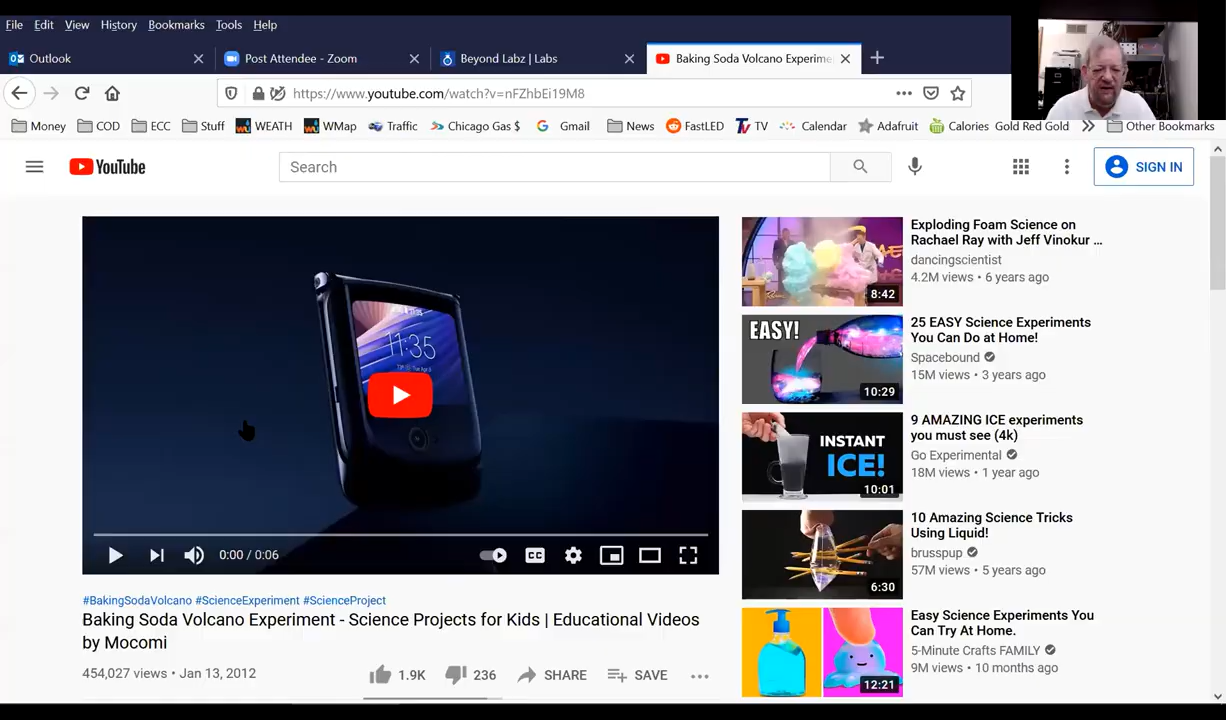 File Edit View History Bookmarks Tools Help
Outlook
Post Attendee - Zoom
Beyond Labz | Labs
Baking Soda Volcano Experime
https://www.youtube.com/watch?v=nFZhbEi19M8
Money COD ECC Stuff WEATH WMap Traffic Chicago Gas $ Gmail News FastLED TV Calendar Adafruit Calories Gold Red Gold Other Bookmarks
YouTube
Search
SIGN IN
11:35
0:00 / 0:06
CC
#BakingSodaVolcano #ScienceExperiment #ScienceProject
Baking Soda Volcano Experiment - Science Projects for Kids | Educational Videos
by Mocomi
454,027 views • Jan 13, 2012
1.9K 236 SHARE SAVE
8:42
Exploding Foam Science on
Rachael Ray with Jeff Vinokur ...
dancingscientist
4.2M views • 6 years ago
EASY!
10:29
25 EASY Science Experiments
You Can Do at Home!
Spacebound
15M views • 3 years ago
INSTANT
ICE!
10:01
9 AMAZING ICE experiments
you must see (4k)
Go Experimental
18M views • 1 year ago
6:30
10 Amazing Science Tricks
Using Liquid!
brusspup
57M views • 5 years ago
12:21
Easy Science Experiments You
Can Try At Home.
5-Minute Crafts FAMILY
9M views • 10 months ago